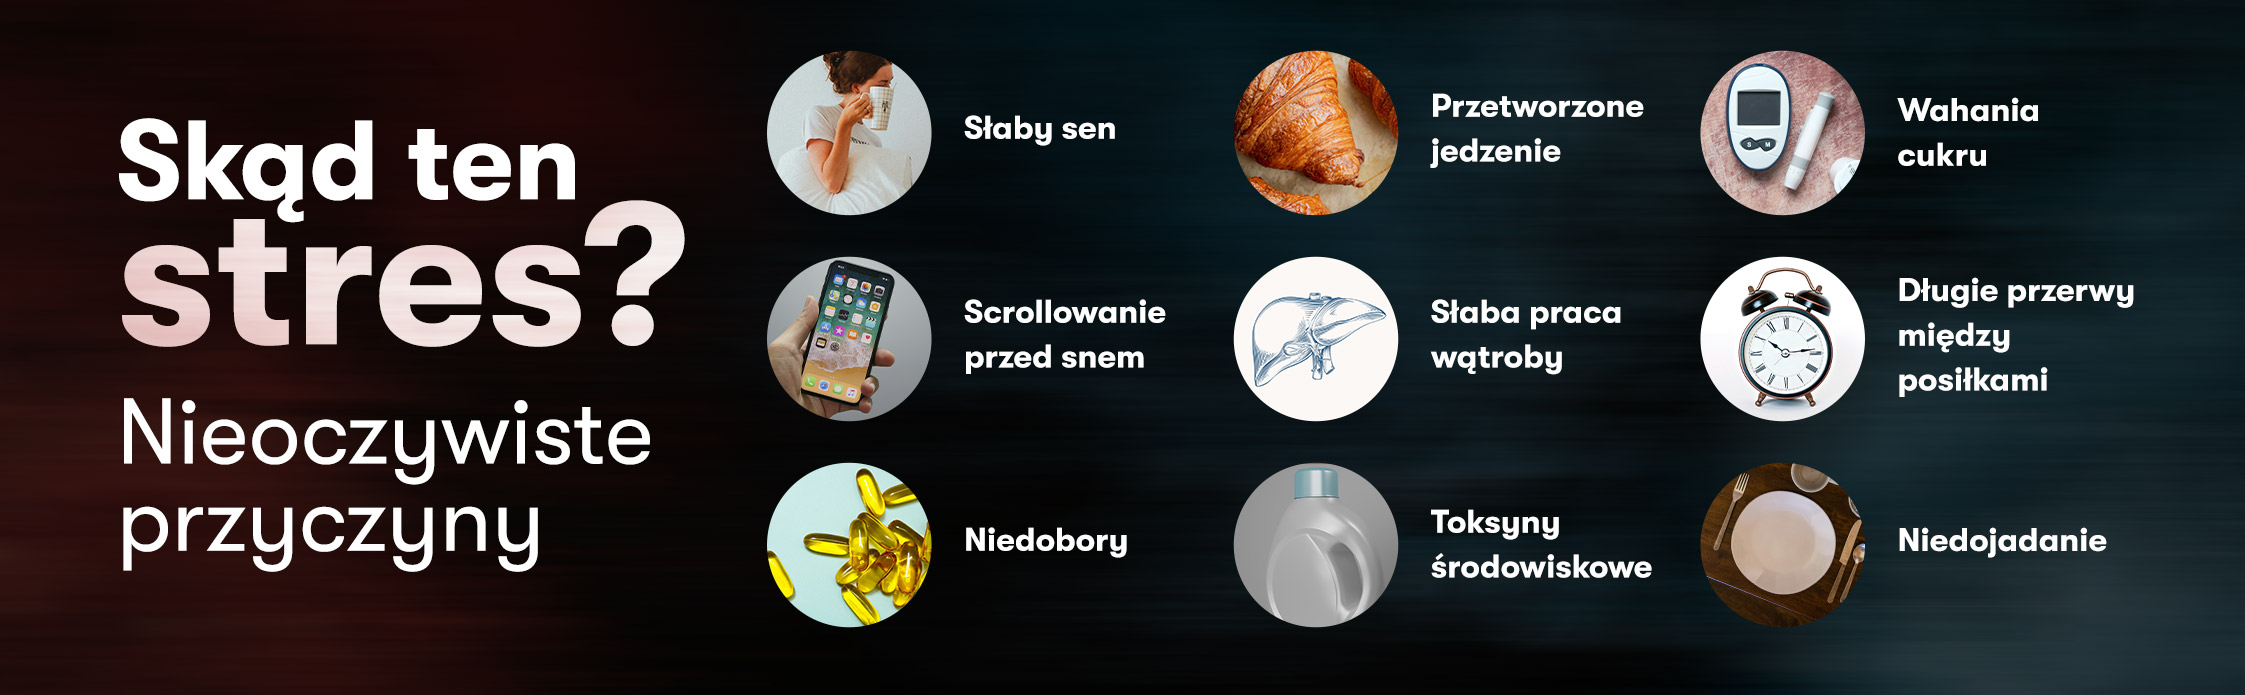 Skąd ten
stres?
Nieoczywiste
przyczyny
Słaby sen
Przetworzone
jedzenie
Wahania
cukru
Scrollowanie
przed snem
Słaba praca
wątroby
Długie przerwy
między
posiłkami
Niedobory
Toksyny
środowiskowe
Niedojadanie